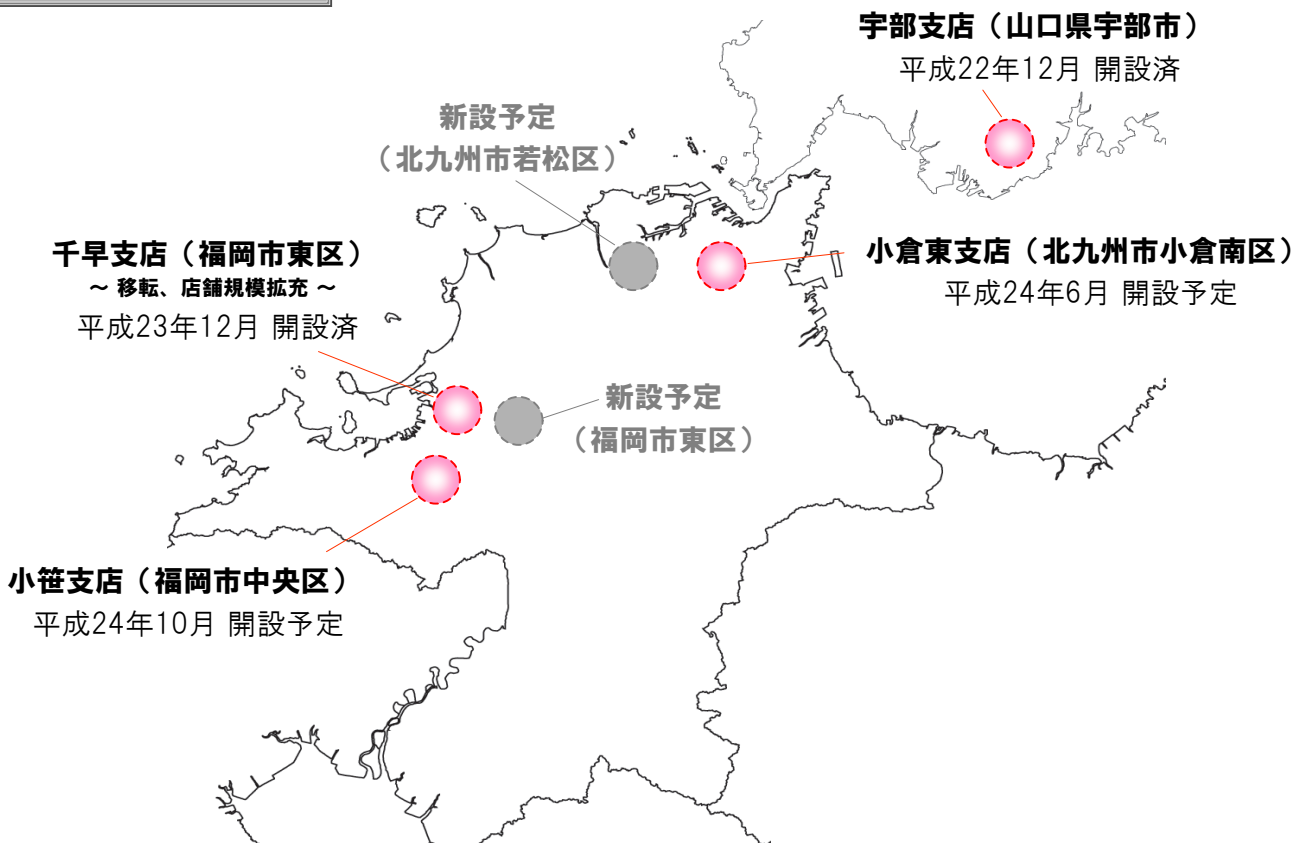 宇部支店（山口県宇部市）
平成22年12月 開設済
新設予定
（北九州市若松区）
千早支店（福岡市東区）
～ 移転、店舗規模拡充 ～
平成23年12月 開設済
小倉東支店（北九州市小倉南区）
平成24年6月 開設予定
新設予定
（福岡市東区）
小笹支店（福岡市中央区）
平成24年10月 開設予定